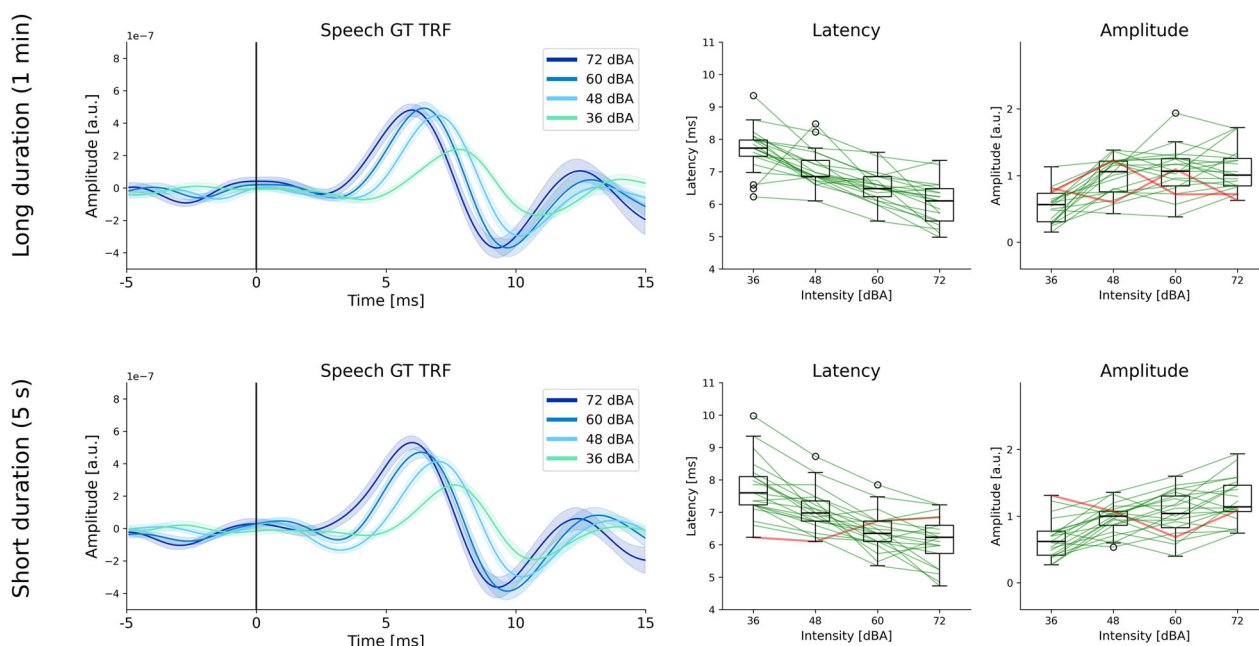 Long duration (1 min)
Speech GT TRF
1e−7
Amplitude [a.u.]
8
6
4
2
0
−2
−4
-5
0
5
10
15
Time [ms]
72 dBA
60 dBA
48 dBA
36 dBA
Latency
Latency [ms]
11
10
9
8
7
6
5
4
36
48
60
72
Intensity [dBA]
Amplitude
Amplitude [a.u.]
2
1
0
36
48
60
72
Intensity [dBA]
Short duration (5 s)
Speech GT TRF
1e−7
Amplitude [a.u.]
8
6
4
2
0
−2
−4
-5
0
5
10
15
Time [ms]
72 dBA
60 dBA
48 dBA
36 dBA
Latency
Latency [ms]
11
10
9
8
7
6
5
4
36
48
60
72
Intensity [dBA]
Amplitude
Amplitude [a.u.]
2
1
0
36
48
60
72
Intensity [dBA]